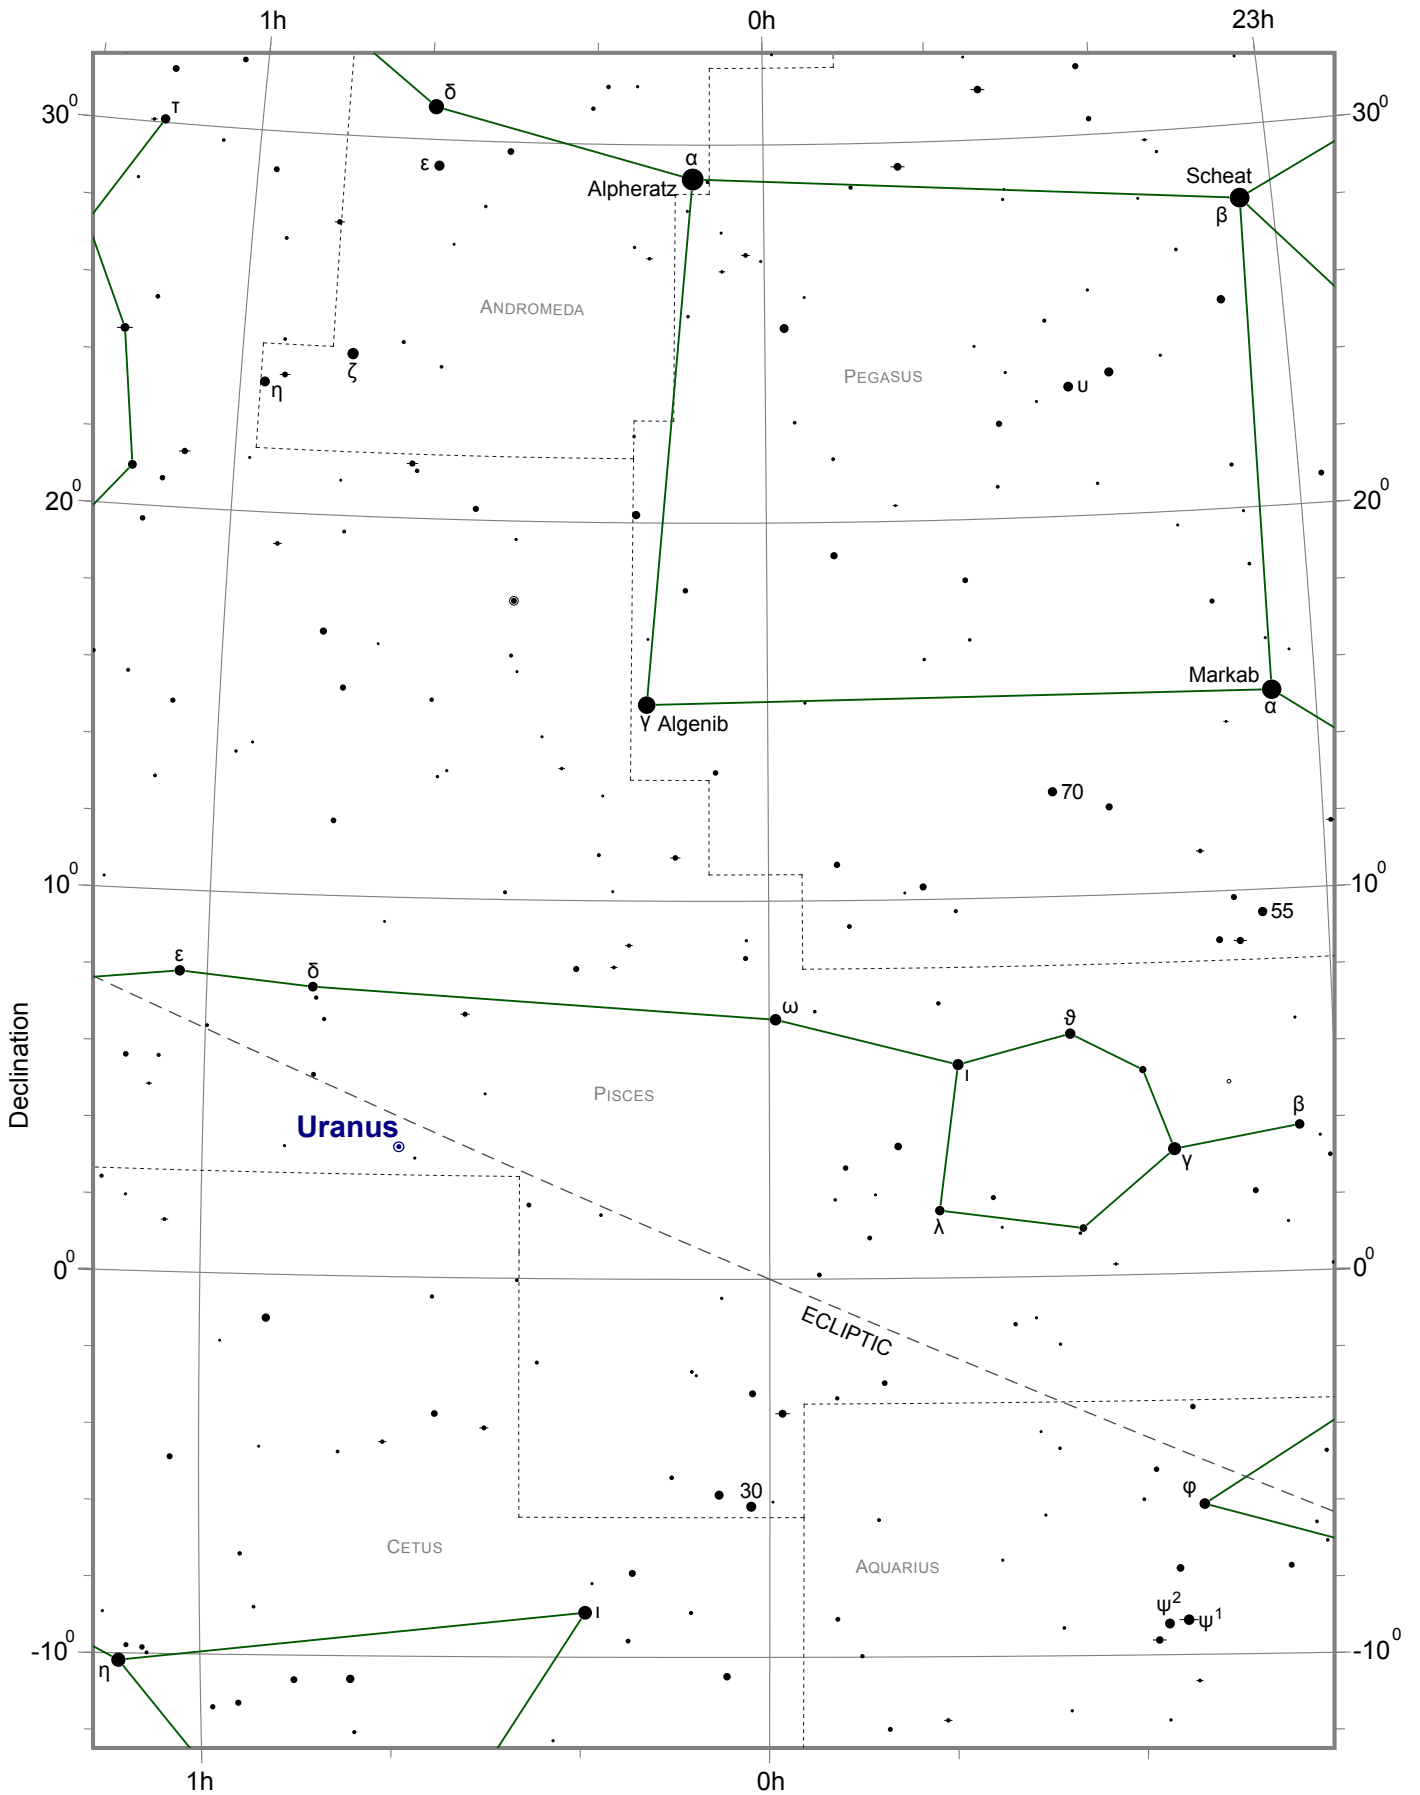 1h 0h 23h
δ
30⁰ τ 30⁰
ε α
Alpheratz Scheat
β
ANDROMEDA
ζ PEGASUS υ
η
20⁰ 20⁰
Markab
γ Algenib α
70
10⁰ 10⁰
55
ε δ
ω ϑ
Declination
ι
PISCES
Uranus β
γ
λ
0⁰ 0⁰
ECLIPTIC
30 φ
CETUS
AQUARIUS
ι ψ² ψ¹
-10⁰ -10⁰
η
1h 0h